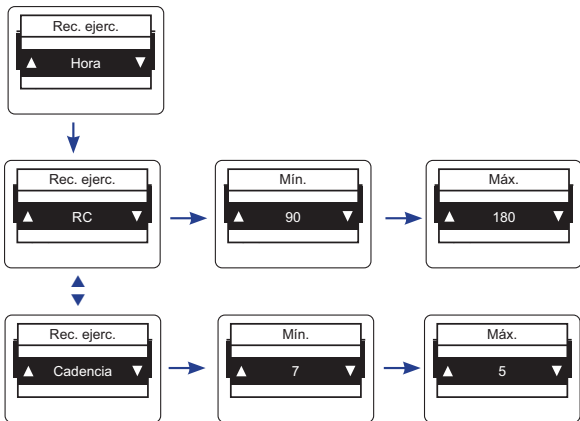 Rec. ejerc.
Hora
Rec. ejerc.
RC
Mín.
90
Máx.
180
Rec. ejerc.
Cadencia
Mín.
7
Máx.
5